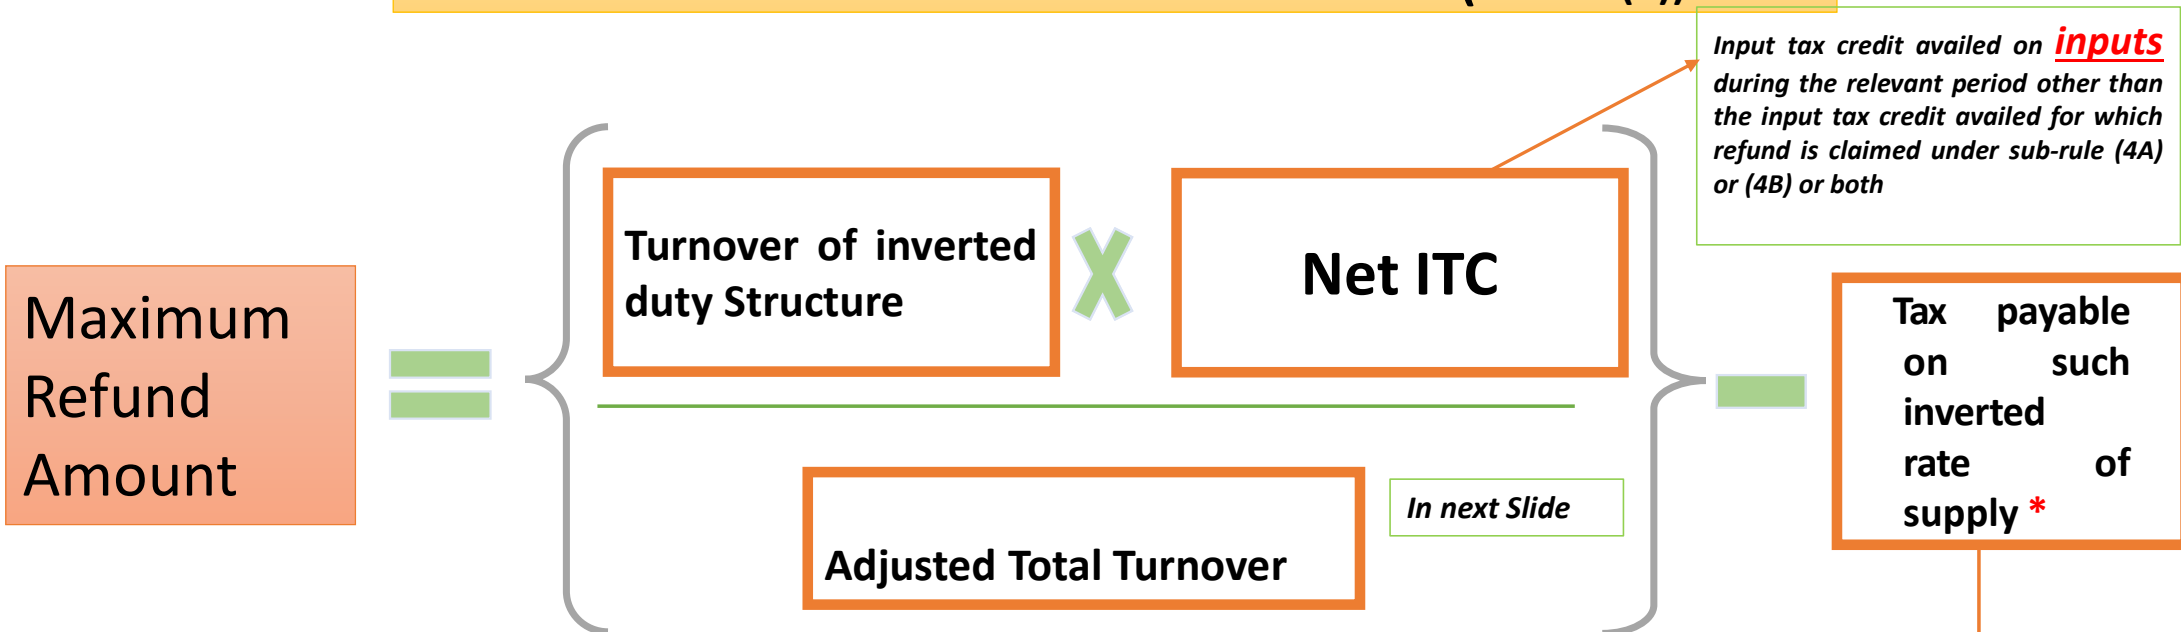 Input tax credit availed on inputs
during the relevant period other than
the input tax credit availed for which
refund is claimed under sub-rule (4A)
or (4B) or both
Turnover of inverted
duty Structure
Net ITC
Maximum
Refund
Amount
Tax payable
on such
inverted
rate of
supply *
In next Slide
Adjusted Total Turnover